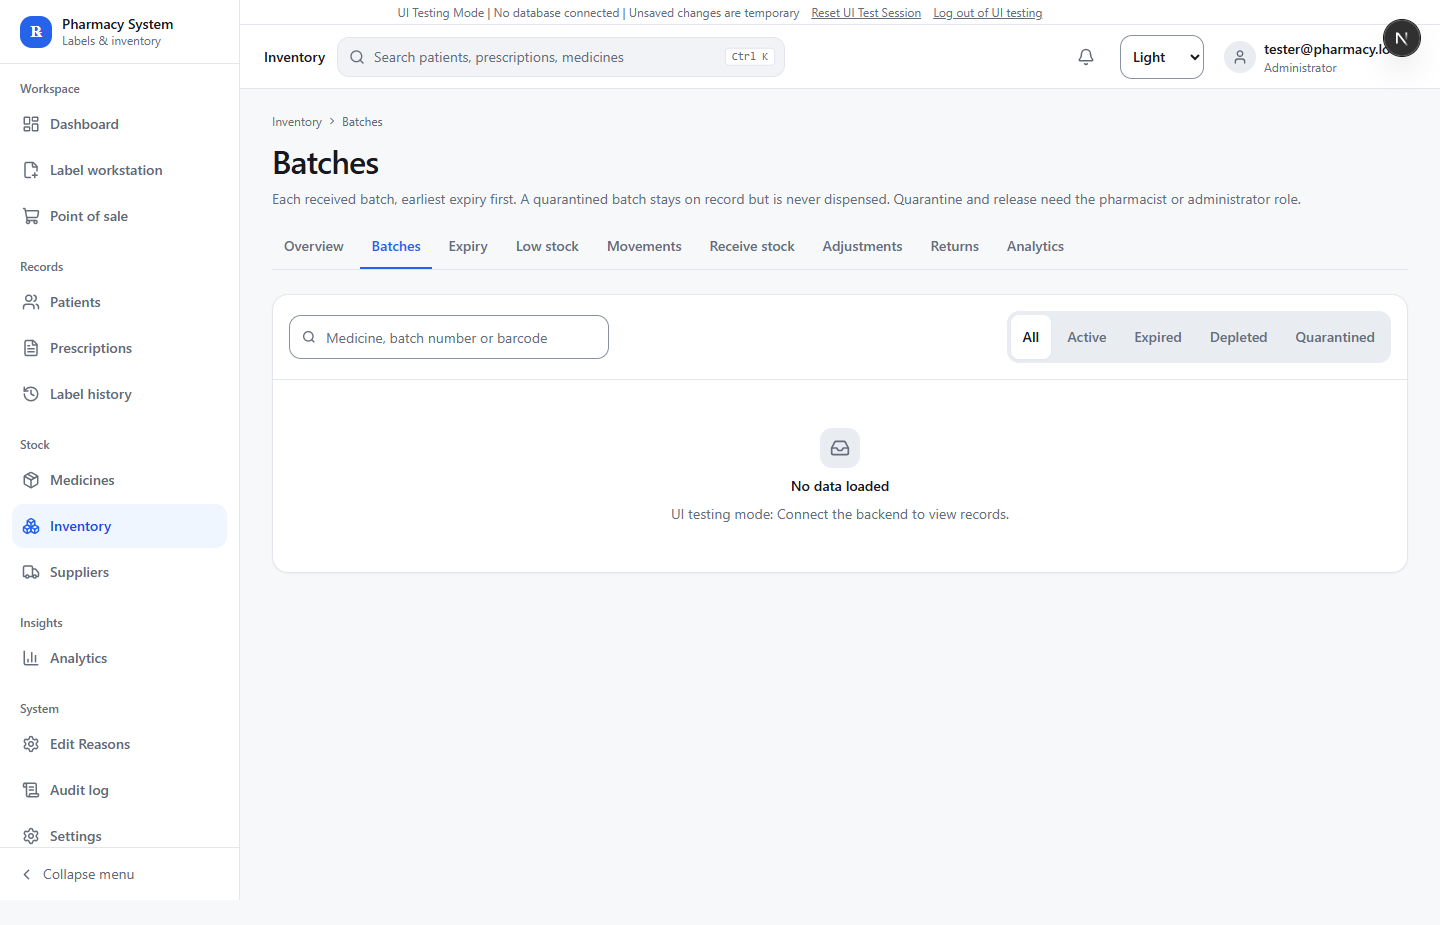 Pharmacy System
Labels & inventory
Workspace
Dashboard
Label workstation
Point of sale
Records
Patients
Prescriptions
Label history
Stock
Medicines
Inventory
Suppliers
Insights
Analytics
System
Edit Reasons
Audit log
Settings
Collapse menu
UI Testing Mode | No database connected | Unsaved changes are temporary Reset UI Test Session Log out of UI testing
Inventory
Search patients, prescriptions, medicines
Ctrl K
Light
tester@pharmacy.lo
Administrator
N
Inventory > Batches
Batches
Each received batch, earliest expiry first. A quarantined batch stays on record but is never dispensed. Quarantine and release need the pharmacist or administrator role.
Overview Batches Expiry Low stock Movements Receive stock Adjustments Returns Analytics
Medicine, batch number or barcode
All Active Expired Depleted Quarantined
No data loaded
UI testing mode: Connect the backend to view records.